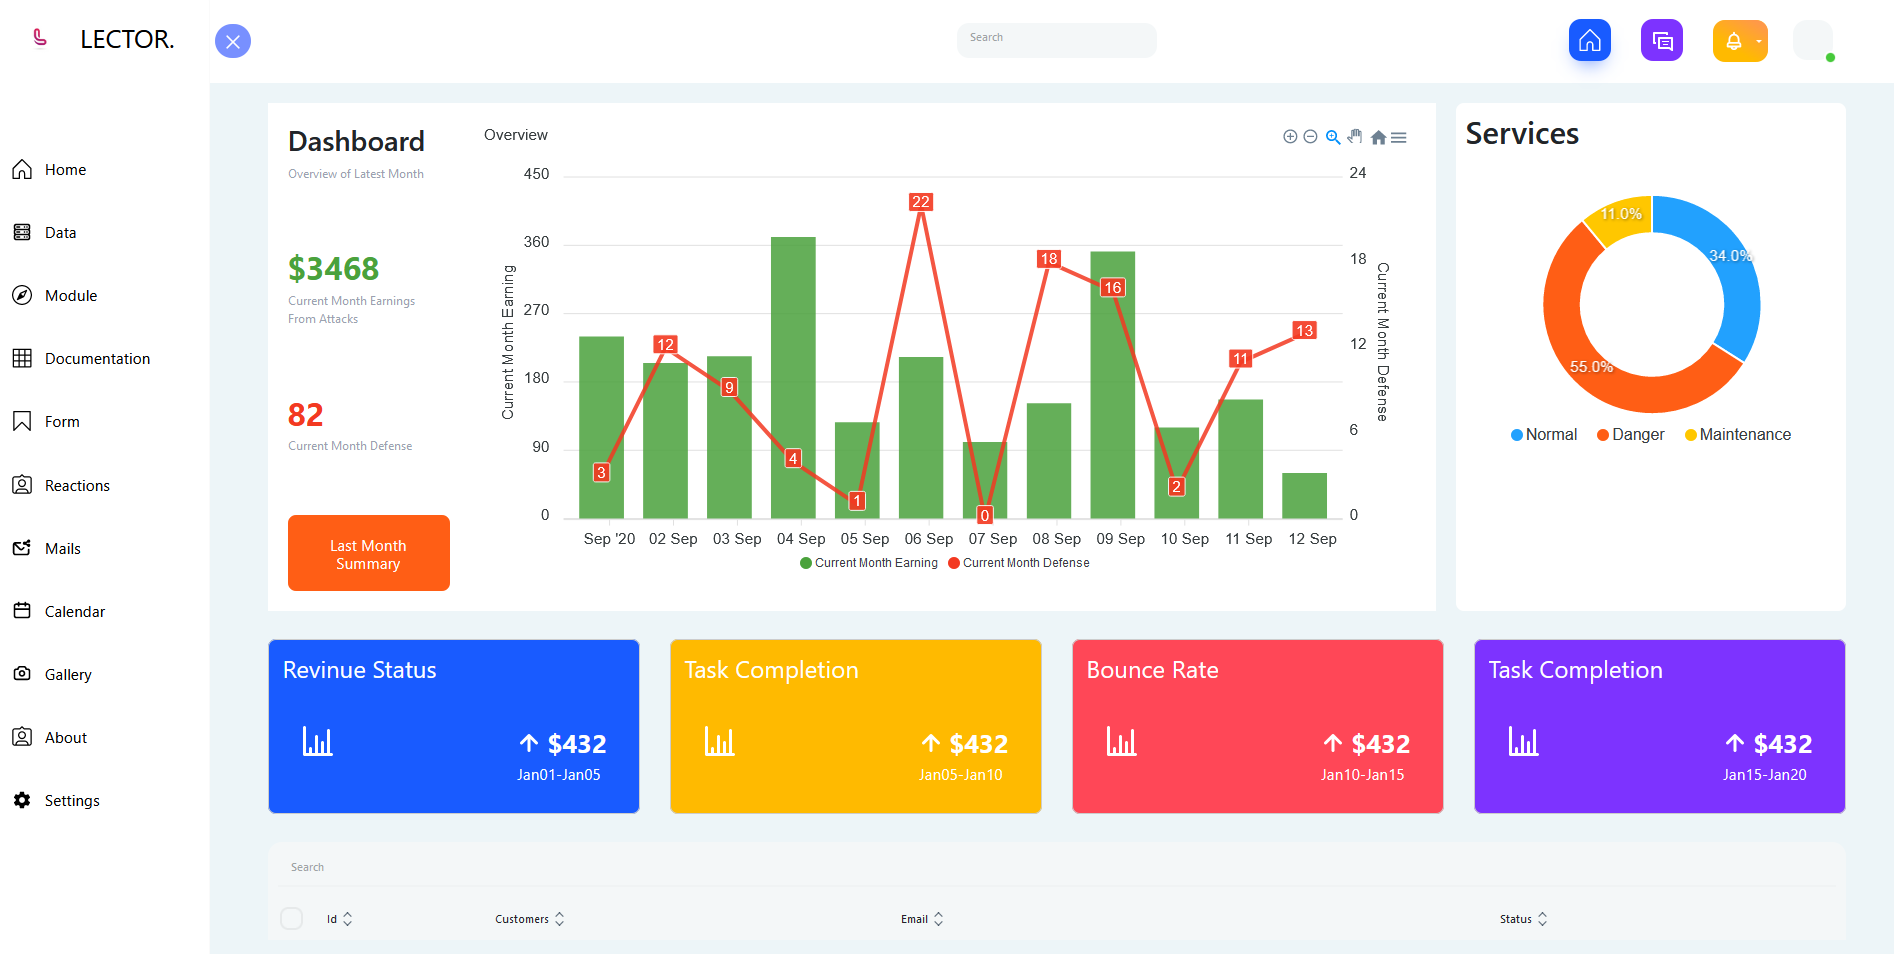 LECTOR.
Search
Home
Data
Module
Documentation
Form
Reactions
Mails
Calendar
Gallery
About
Settings
Dashboard
Overview of Latest Month
$3468
Current Month Earnings
From Attacks
82
Current Month Defense
Last Month
Summary
Overview
450
360
270
180
90
0
Current Month Earning
24
18
12
6
0
Current Month Defense
3
12
9
4
1
22
0
18
16
2
11
13
Sep '20
02 Sep
03 Sep
04 Sep
05 Sep
06 Sep
07 Sep
08 Sep
09 Sep
10 Sep
11 Sep
12 Sep
Current Month Earning
Current Month Defense
Services
11.0%
34.0%
55.0%
Normal
Danger
Maintenance
Revinue Status
$432
Jan01-Jan05
Task Completion
$432
Jan05-Jan10
Bounce Rate
$432
Jan10-Jan15
Task Completion
$432
Jan15-Jan20
Search
Id
Customers
Email
Status